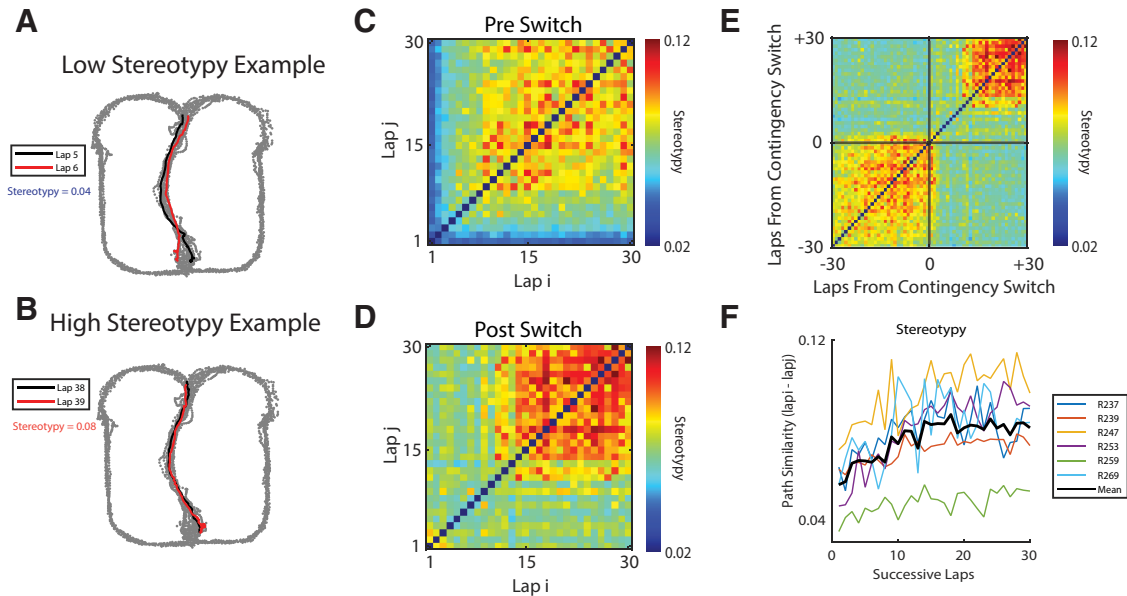 A
Low Stereotypy Example
Lap 5
Lap 6
Stereotypy = 0.04
B
High Stereotypy Example
Lap 38
Lap 39
Stereotypy = 0.08
C
Pre Switch
30
15
1
Lap j
1
15
30
Lap i
0.12
Stereotypy
0.02
D
Post Switch
30
15
1
Lap j
1
15
30
Lap i
0.12
Stereotypy
0.02
E
+30
0
-30
Laps From Contingency Switch
-30
0
+30
Laps From Contingency Switch
0.12
Stereotypy
0.02
F
Stereotypy
0.12
0.04
Path Similarity (lapi - lapj)
0
10
20
30
Successive Laps
R237
R239
R247
R253
R259
R269
Mean